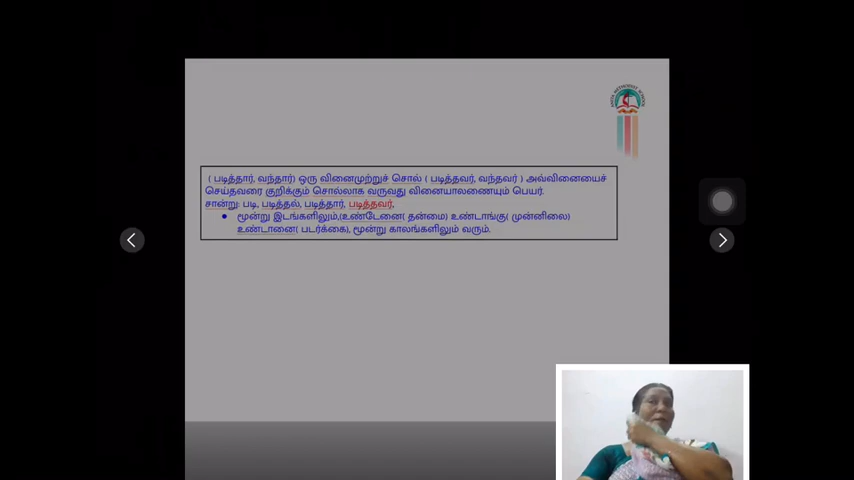 ( படித்தார், வந்தார்) ஒரு வினைமுற்றுச் சொல் ( படித்தவர், வந்தவர் ) அவ்வினையைச்
செய்தவரை குறிக்கும் சொல்லாக வருவது வினையாலணையும் பெயர்.
சான்று: படி, படித்தல், படித்தார், படித்தவர்,
● மூன்று இடங்களிலும்,(உண்டேனை( தன்மை) உண்டாங்கு( முன்னிலை)
உண்டானை( படர்க்கை), மூன்று காலங்களிலும் வரும்.